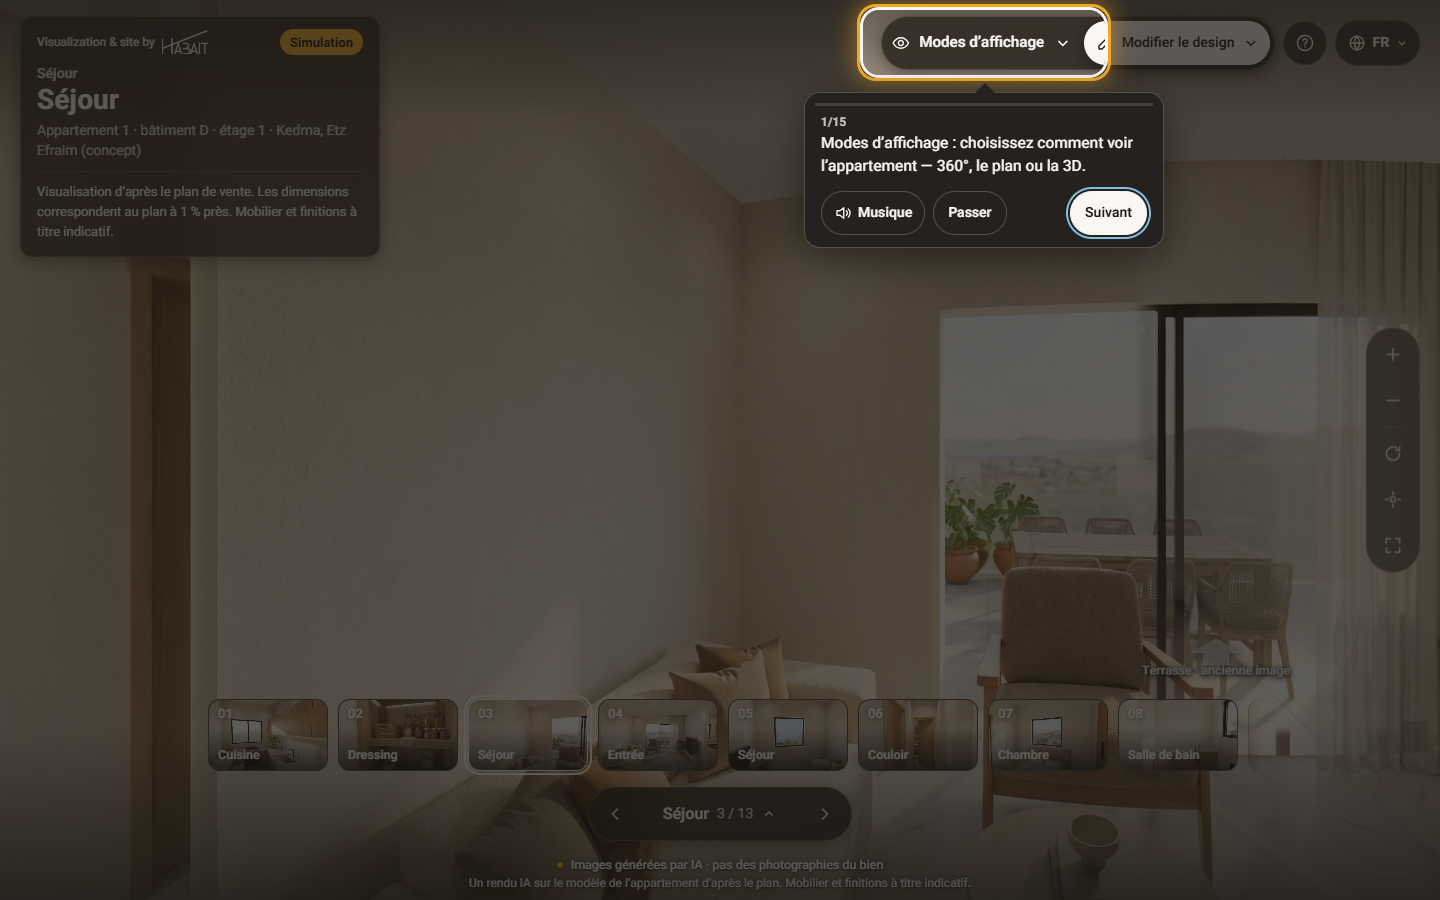 Visualization & site by HABAIT
Simulation
Séjour
Séjour
Appartement 1 · bâtiment D · étage 1 · Kedma, Etz
Efraim (concept)
Visualisation d'après le plan de vente. Les dimensions
correspondent au plan à 1 % près. Mobilier et finitions à
titre indicatif.
Modes d'affichage
Modifier le design
FR
1/15
Modes d'affichage : choisissez comment voir
l'appartement — 360°, le plan ou la 3D.
Musique
Passer
Suivant
Terrasse · ancienne image
01
Cuisine
02
Dressing
03
Séjour
04
Entrée
05
Séjour
06
Couloir
07
Chambre
08
Salle de bain
Séjour 3 / 13
Images générées par IA · pas des photographies du bien
Un rendu IA sur le modèle de l'appartement d'après le plan. Mobilier et finitions à titre indicatif.